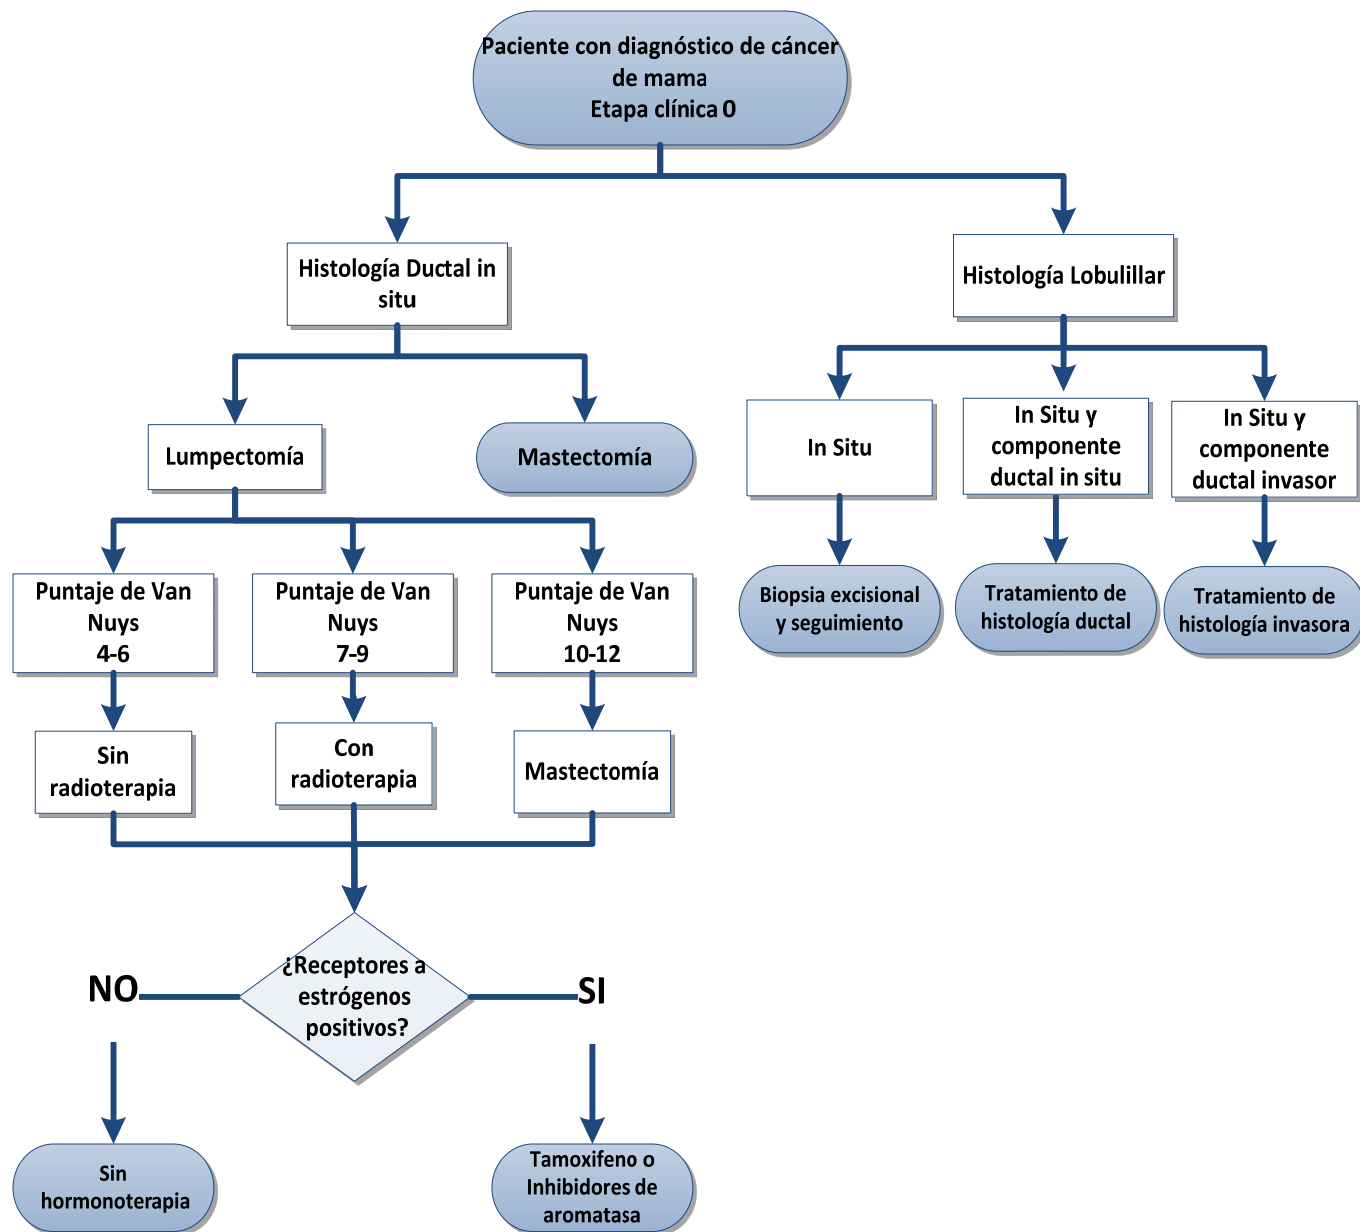 Paciente con diagnóstico de cáncer
de mama
Etapa clínica 0
Histología Ductal in
situ
Histología Lobulillar
Lumpectomía
Mastectomía
In Situ
In Situ y
componente
ductal in situ
In Situ y
componente
ductal invasor
Puntaje de Van
Nuys
4-6
Puntaje de Van
Nuys
7-9
Puntaje de Van
Nuys
10-12
Biopsia excisional
y seguimiento
Tratamiento de
histología ductal
Tratamiento de
histología invasora
Sin
radioterapia
Con
radioterapia
Mastectomía
¿Receptores a
estrógenos
positivos?
NO
SI
Sin
hormonoterapia
Tamoxifeno o
Inhibidores de
aromatasa